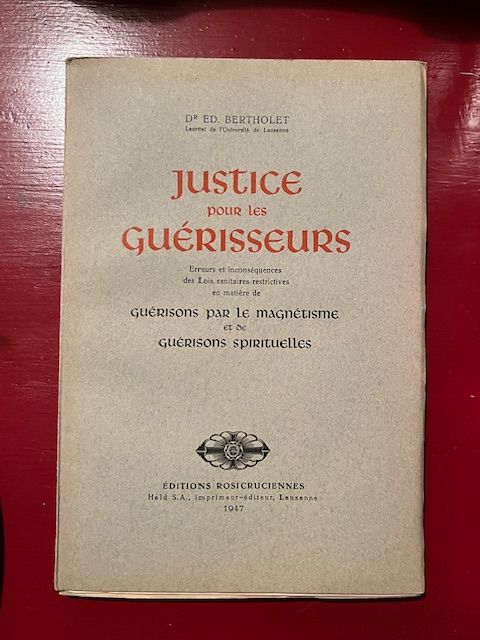 Dr ED. BERTHOLET
Lauréat de l'Université de Lausanne
JUSTICE
POUR LES
GUÉRISSEURS
Erreurs et inconséquences
des Lois sanitaires restrictives
en matière de
GUÉRISONS PAR LE MAGNÉTISME
ET DE
GUÉRISONS SPIRITUELLES
ÉDITIONS ROSICRUCIENNES
Held S.A., imprimeur-éditeur, Lausanne
1947